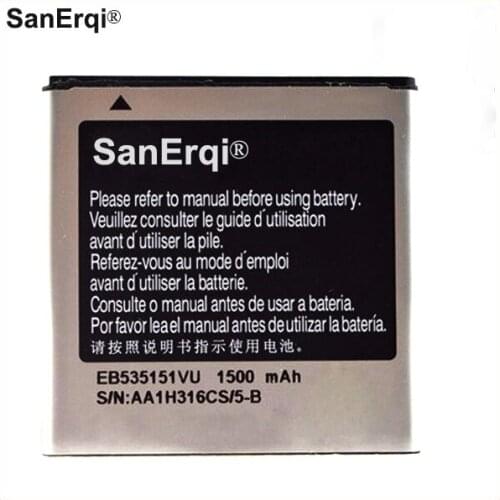 SanErqi®
SanErqi®
Please refer to manual before using battery.
Veuillez consulter le guide d´utilisation
avant d´utiliser la pile.
Referez-vous au mode d´emploi
avant d´utiliser la batterie.
Consulte o manual antes de usar a bataria.
Por favor lea el manual antes de utilizar la batería.
请按照说明书指示使用电池。
EB535151VU 1500 mAh
S/N:AA1H316CS/5-B